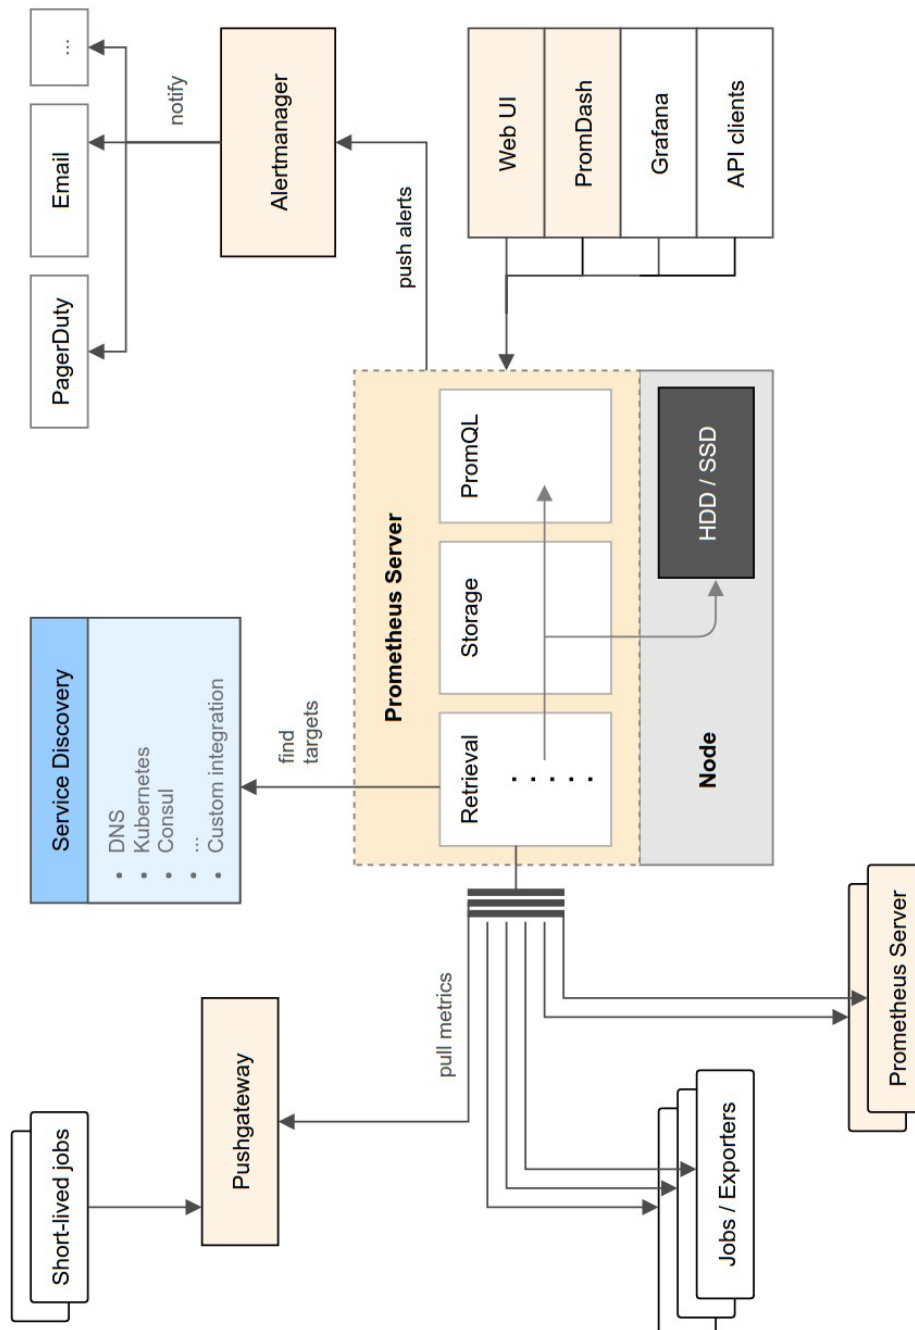 Short-lived jobs
Pushgateway
Service Discovery
• DNS
• Kubernetes
• Consul
• ...
• Custom integration
find
targets
PagerDuty
Email
...
notify
Alertmanager
push alerts
pull metrics
Prometheus Server
Retrieval
Storage
PromQL
Node
HDD / SSD
Web UI
PromDash
Grafana
API clients
Jobs / Exporters
Prometheus Server